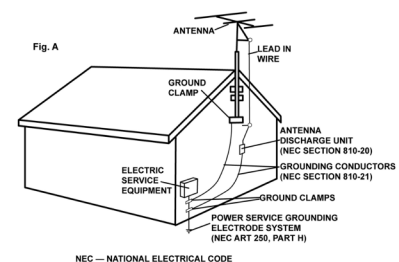 ANTENNA
Fig. A
LEAD IN
WIRE
GROUND
CLAMP
ANTENNA
DISCHARGE UNIT
(NEC SECTION 810-20)
ELECTRIC
SERVICE
EQUIPMENT
GROUNDING CONDUCTORS
(NEC SECTION 810-21)
GROUND CLAMPS
POWER SERVICE GROUNDING
ELECTRODE SYSTEM
(NEC ART 250, PART H)
NEC — NATIONAL ELECTRICAL CODE